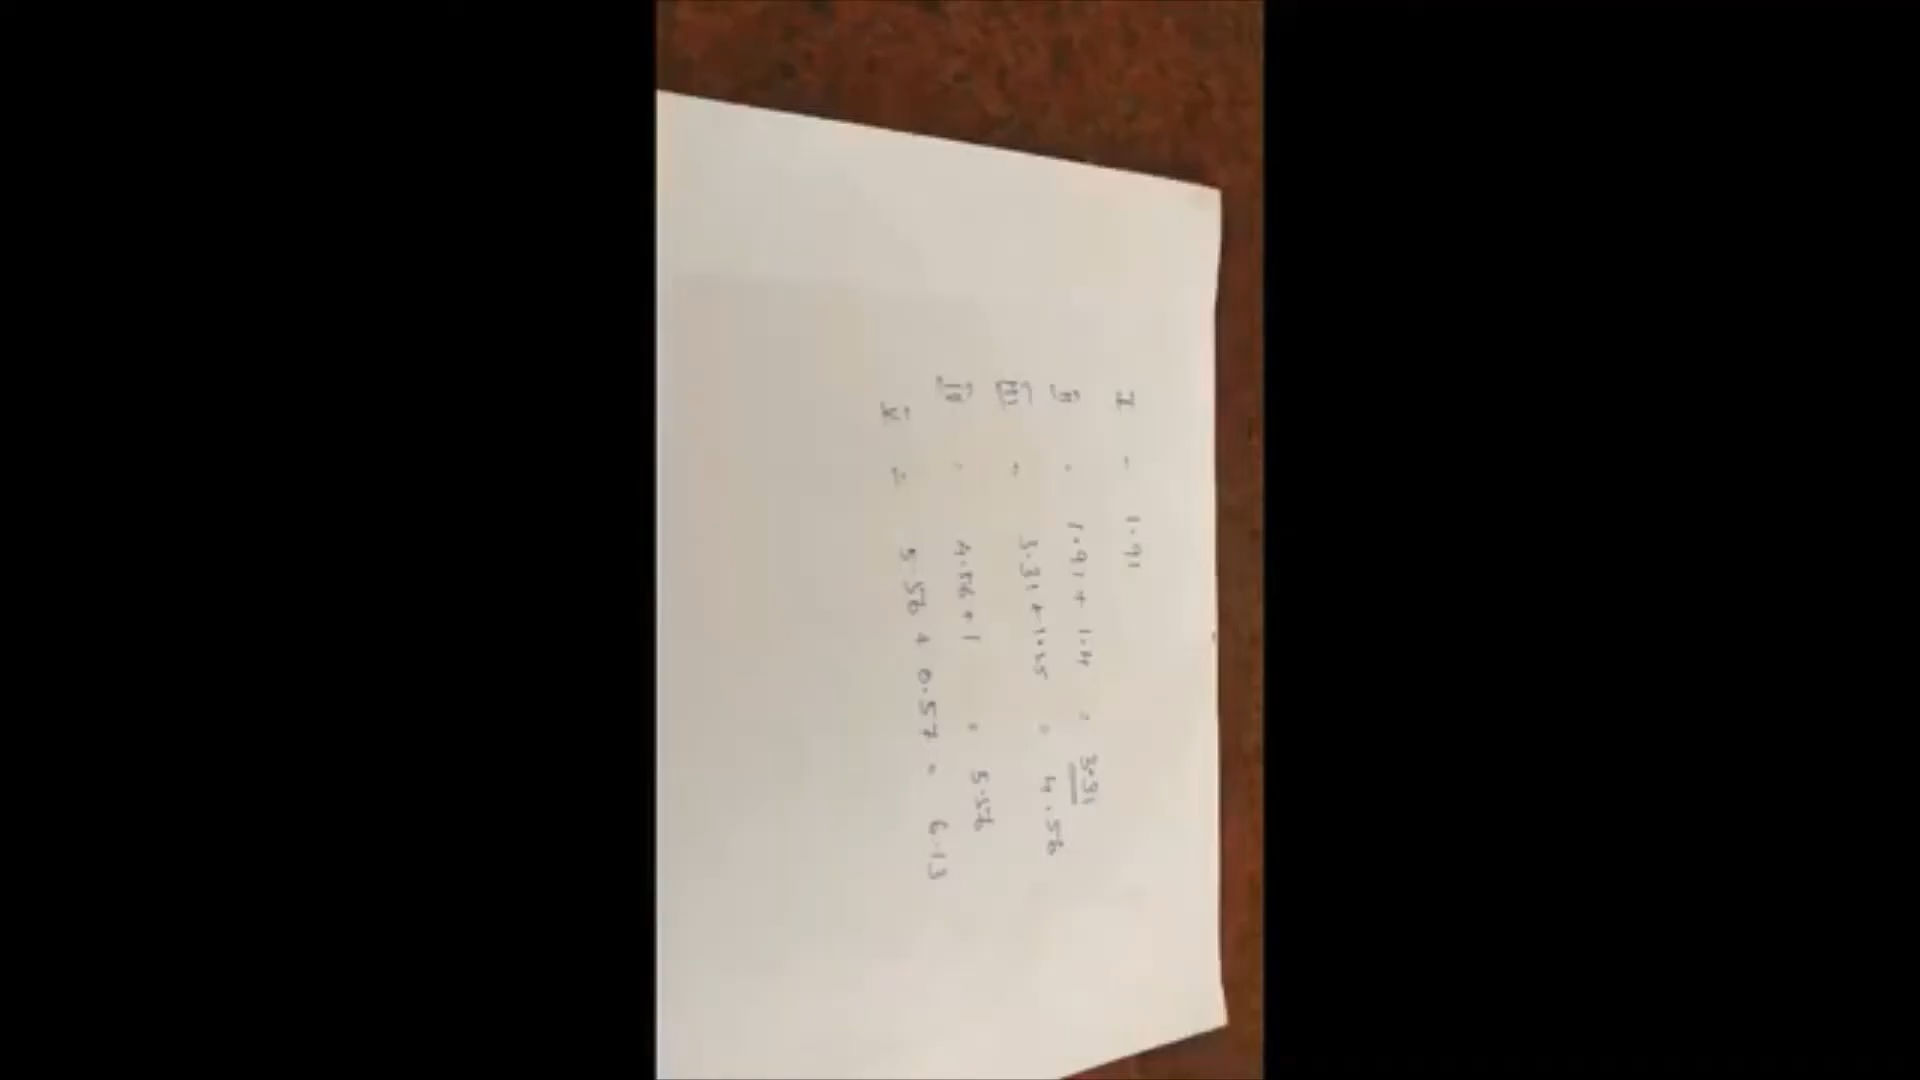 I - 1.91
II - 1.91 + 1.4 = 3.31
III = 3.31 + 1.25 = 4.56
IV - 4.56 + 1 = 5.56
V = 5.56 + 0.57 = 6.13